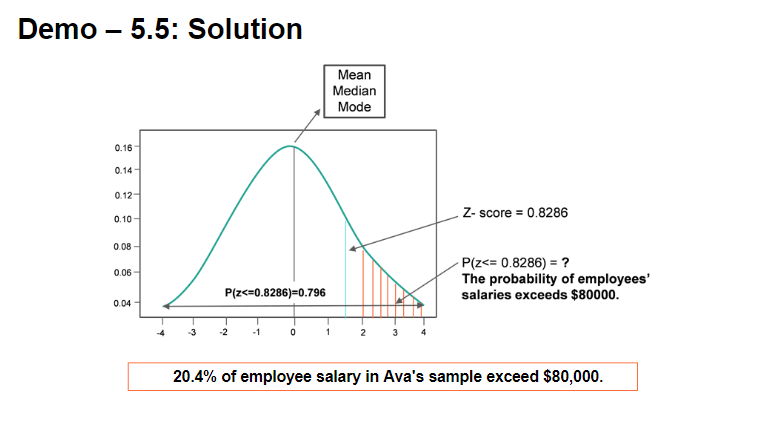 Demo – 5.5: Solution
Mean
Median
Mode
0.16
0.14
0.12
0.10
0.08
0.06
0.04
Z- score = 0.8286
P(z<= 0.8286) = ?
The probability of employees'
salaries exceeds $80000.
P(z<=0.8286)=0.796
-4 -3 -2 -1 0 1 2 3 4
20.4% of employee salary in Ava's sample exceed $80,000.